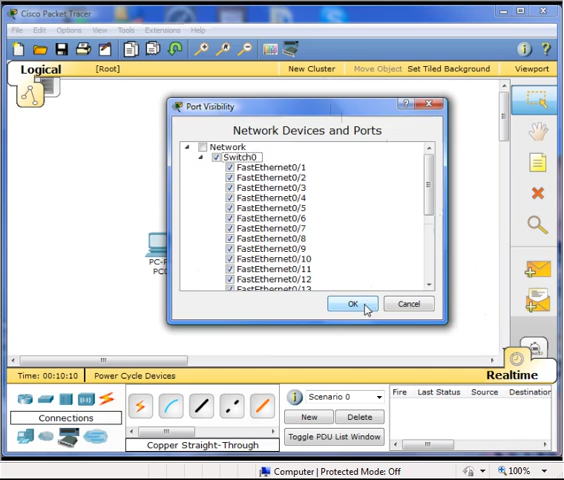 Cisco Packet Tracer
File Edit Options View Tools Extensions Help
Logical [Root] New Cluster Move Object Set Tiled Background Viewport
Port Visibility
Network Devices and Ports
Network
Switch0
FastEthernet0/1
FastEthernet0/2
FastEthernet0/3
FastEthernet0/4
FastEthernet0/5
FastEthernet0/6
FastEthernet0/7
FastEthernet0/8
FastEthernet0/9
FastEthernet0/10
FastEthernet0/11
FastEthernet0/12
FastEthernet0/13
OK Cancel
Time: 00:10:10 Power Cycle Devices Realtime
Connections
Copper Straight-Through
Scenario 0
New Delete
Toggle PDU List Window
Fire Last Status Source Destination
Computer | Protected Mode: Off
100%